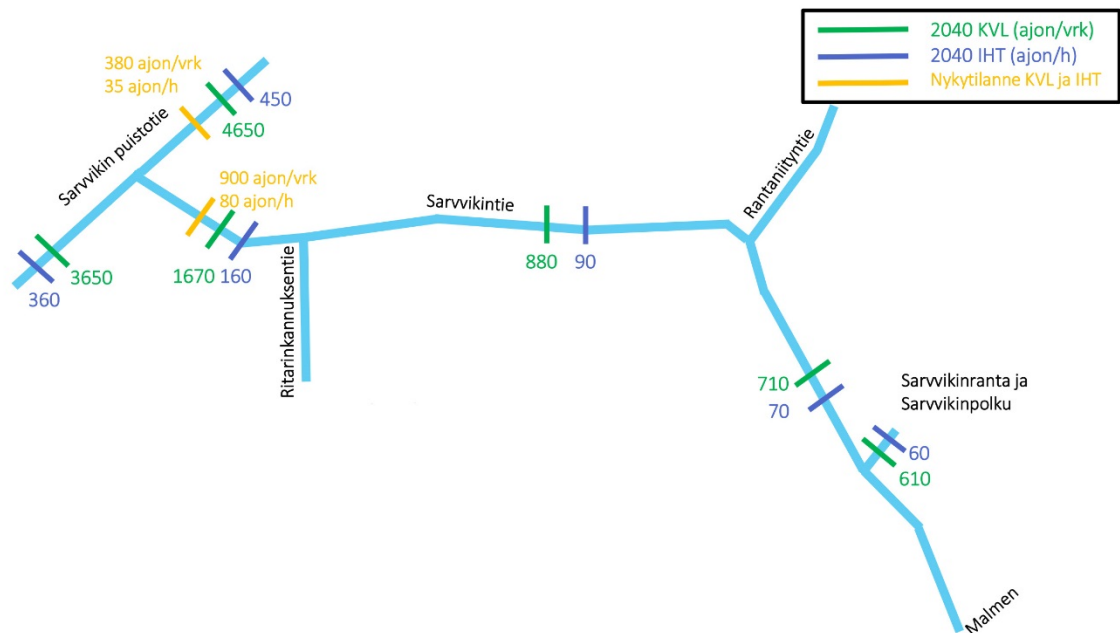 2040 KVL (ajon/vrk)
2040 IHT (ajon/h)
Nykytilanne KVL ja IHT
380 ajon/vrk
35 ajon/h
450
4650
Sarvvikin puistotie
900 ajon/vrk
80 ajon/h
3650
360
1670
160
Ritarinkannuksentie
Sarvvikintie
880
90
Rantaniityntie
710
70
Sarvvikinranta ja
Sarvvikinpolku
60
610
Malmen